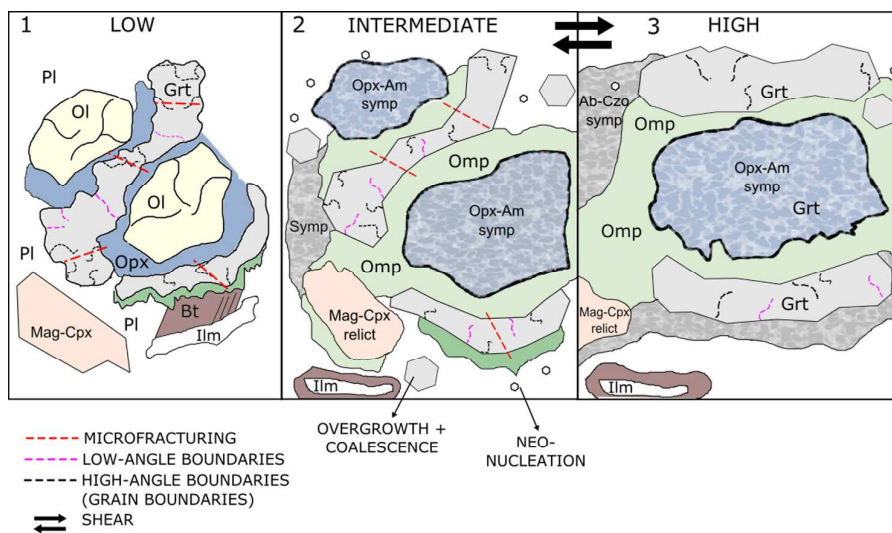 1 LOW
Pl
Grt
Ol
Ol
Pl
Opx
Pl
Bt
Mag-Cpx
Ilm
2 INTERMEDIATE
Opx-Am
symp
Omp
Opx-Am
symp
Symp
Omp
Mag-Cpx
relict
Ilm
3 HIGH
Grt
Ab-Czo
symp
Omp
Opx-Am
symp
Grt
Omp
Grt
Mag-Cpx
relict
Ilm
OVERGROWTH +
COALESCENCE
NEO-
NUCLEATION
MICROFRACTURING
LOW-ANGLE BOUNDARIES
HIGH-ANGLE BOUNDARIES
(GRAIN BOUNDARIES)
SHEAR